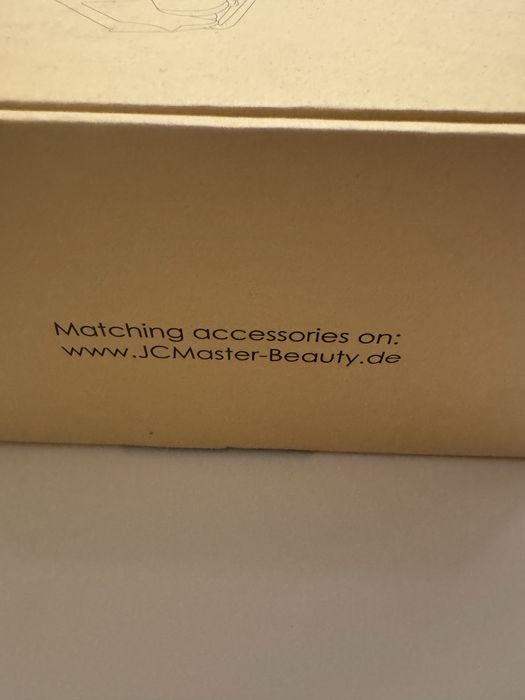 Matching accessories on:
www.JCMaster-Beauty.de